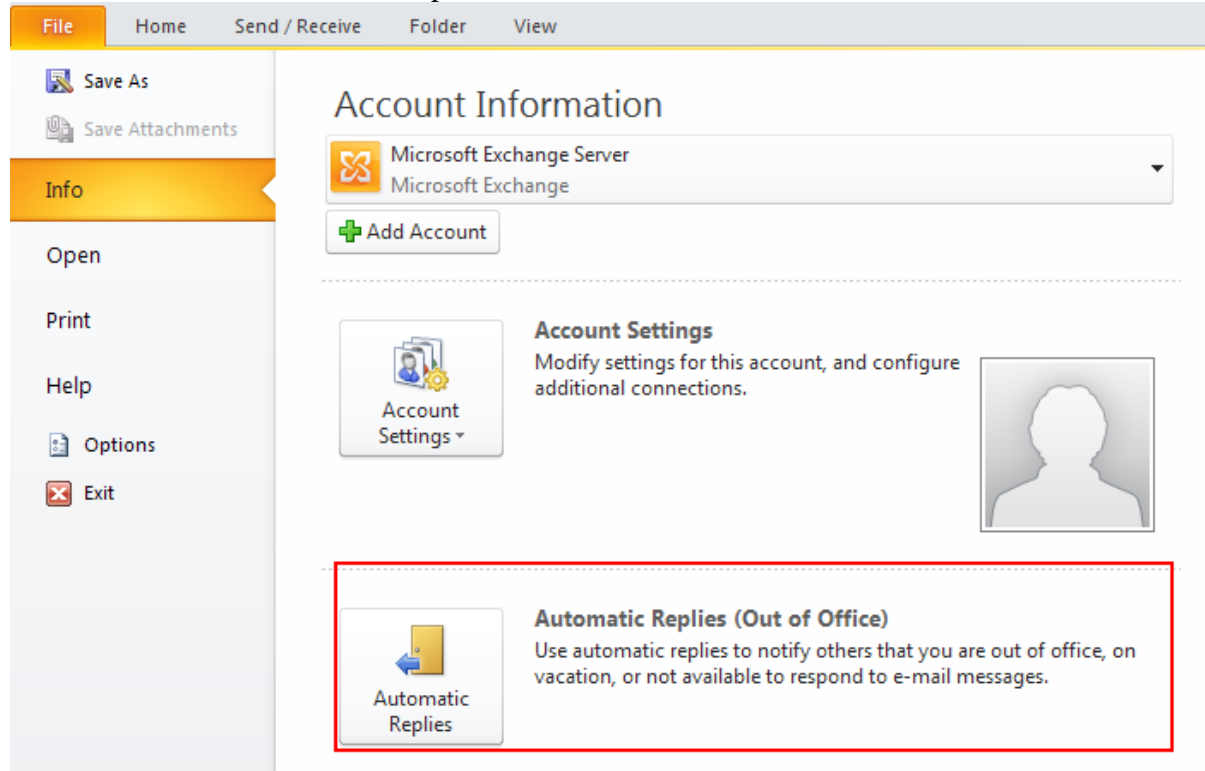 File Home Send / Receive Folder View
Save As
Save Attachments
Info
Open
Print
Help
Options
Exit
Account Information
Microsoft Exchange Server
Microsoft Exchange
Add Account
Account
Settings
Account Settings
Modify settings for this account, and configure
additional connections.
Automatic
Replies
Automatic Replies (Out of Office)
Use automatic replies to notify others that you are out of office, on
vacation, or not available to respond to e-mail messages.